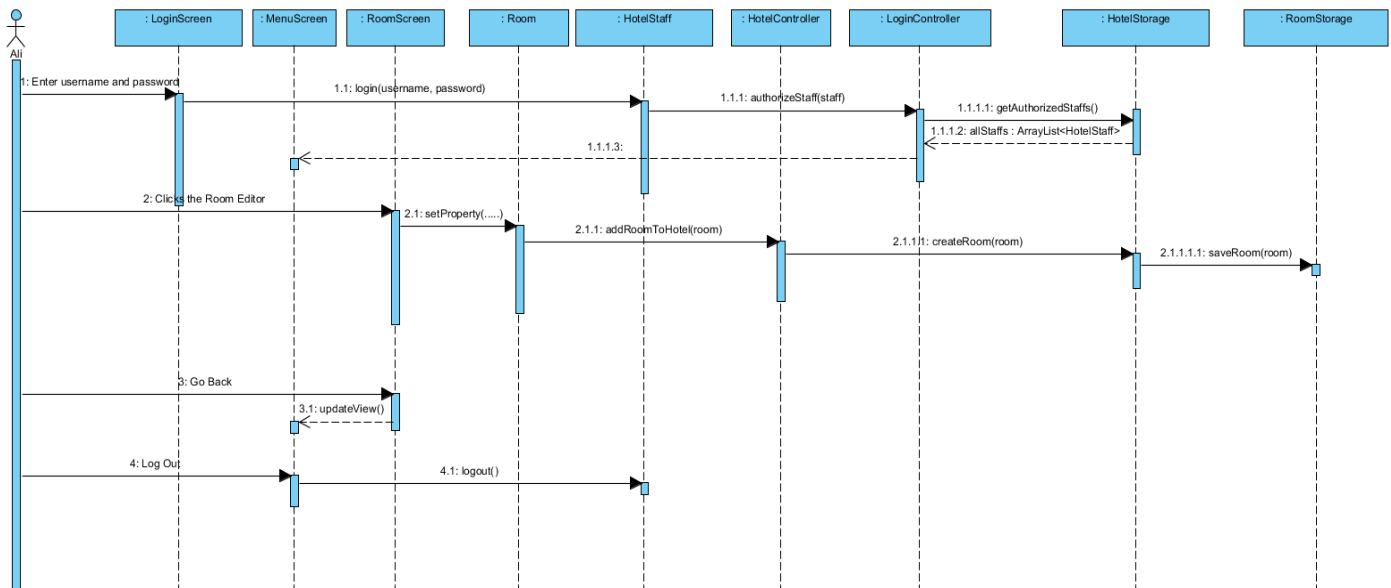 : LoginScreen
: MenuScreen
: RoomScreen
: Room
: HotelStaff
: HotelController
: LoginController
: HotelStorage
: RoomStorage
Ali
1: Enter username and password
1.1: login(username, password)
1.1.1: authorizeStaff(staff)
1.1.1.1: getAuthorizedStaffs()
1.1.1.2: allStaffs : ArrayList<HotelStaff>
1.1.1.3:
2: Clicks the Room Editor
2.1: setProperty(.....)
2.1.1: addRoomToHotel(room)
2.1.1.1: createRoom(room)
2.1.1.1.1: saveRoom(room)
3: Go Back
3.1: updateView()
4: Log Out
4.1: logout()